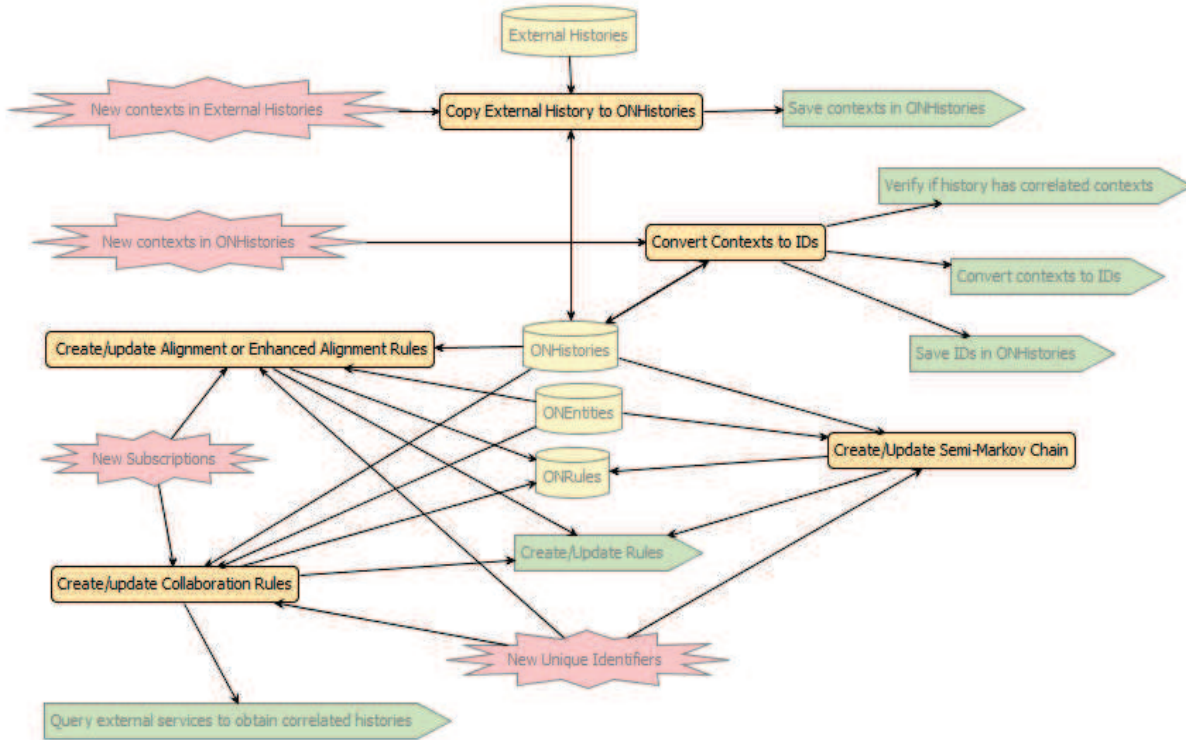 External Histories
New contexts in External Histories
Copy External History to ONHistories
Save contexts in ONHistories
Verify if history has correlated contexts
New contexts in ONHistories
Convert Contexts to IDs
Convert contexts to IDs
Create/update Alignment or Enhanced Alignment Rules
ONHistories
Save IDs in ONHistories
ONEntities
New Subscriptions
Create/Update Semi-Markov Chain
ONRules
Create/Update Rules
Create/update Collaboration Rules
New Unique Identifiers
Query external services to obtain correlated histories